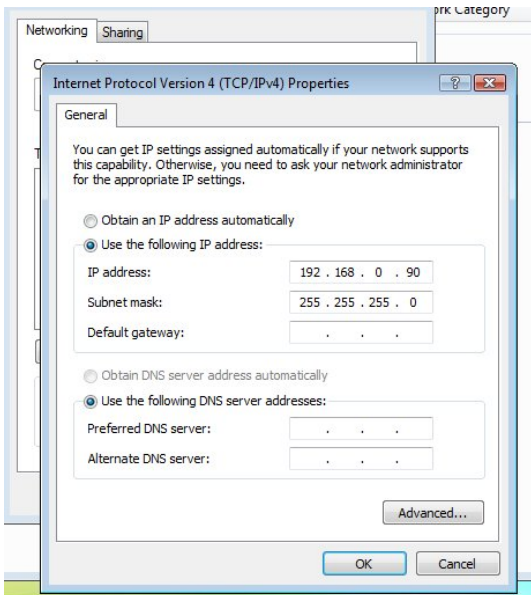 ork Category
Networking Sharing
Internet Protocol Version 4 (TCP/IPv4) Properties
General
You can get IP settings assigned automatically if your network supports
this capability. Otherwise, you need to ask your network administrator
for the appropriate IP settings.
Obtain an IP address automatically
Use the following IP address:
IP address: 192 . 168 . 0 . 90
Subnet mask: 255 . 255 . 255 . 0
Default gateway: . . .
Obtain DNS server address automatically
Use the following DNS server addresses:
Preferred DNS server: . . .
Alternate DNS server: . . .
Advanced...
OK Cancel